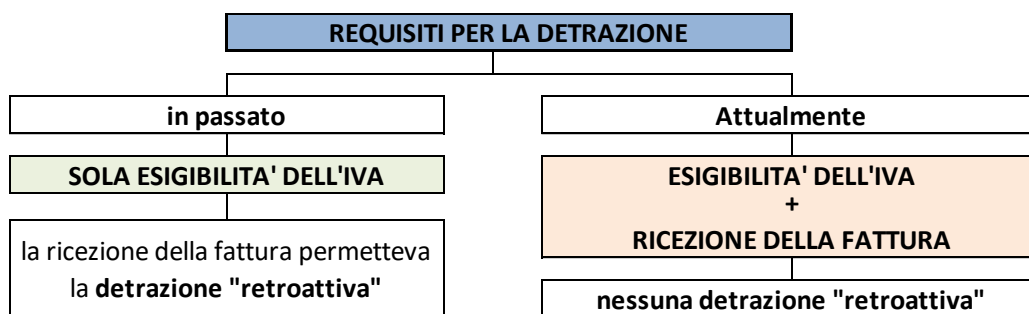 REQUISITI PER LA DETRAZIONE
in passato
SOLA ESIGIBILITA' DELL'IVA
la ricezione della fattura permetteva
la detrazione "retroattiva"
Attualmente
ESIGIBILITA' DELL'IVA
+
RICEZIONE DELLA FATTURA
nessuna detrazione "retroattiva"